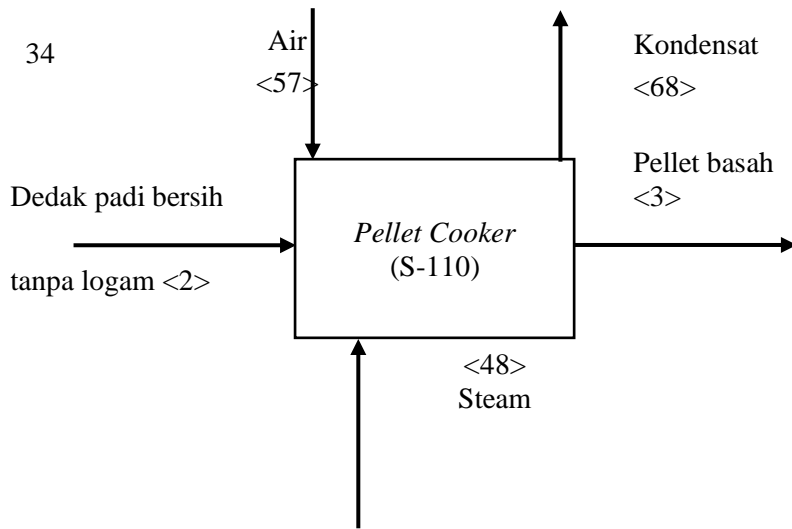 34
Air
<57>
Kondensat
<68>
Pellet basah
<3>
Dedak padi bersih
tanpa logam <2>
Pellet Cooker
(S-110)
<48>
Steam